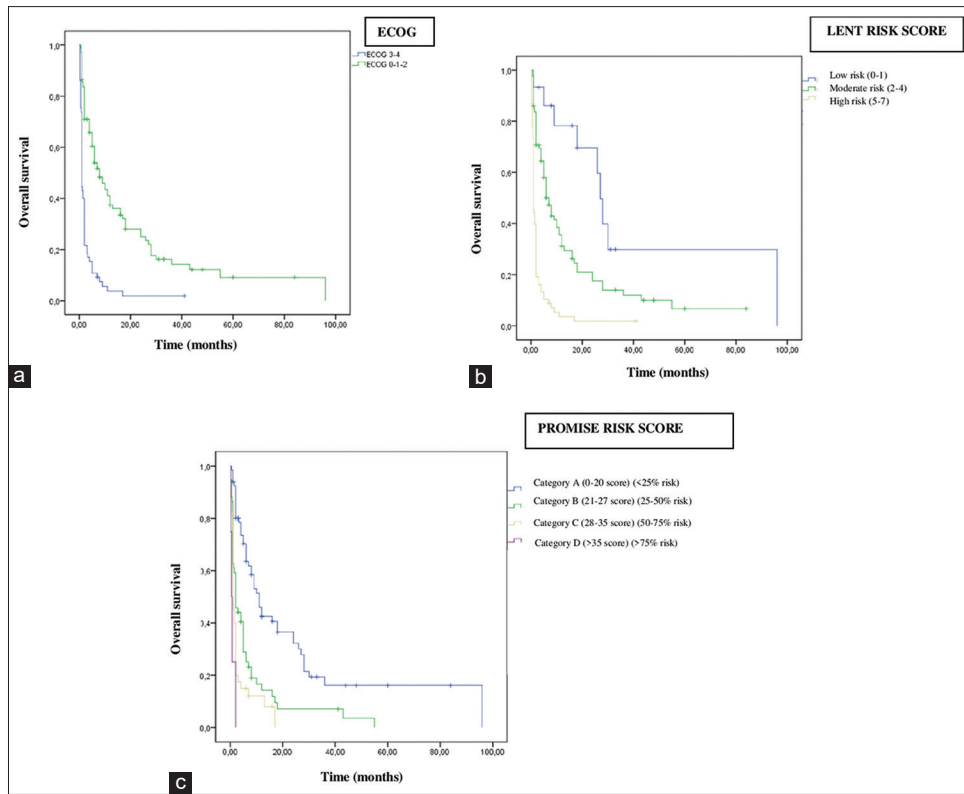 ECOG
ECOG 3-4
ECOG 0-1-2
1,0
0,8
0,6
0,4
0,2
0,0
Overall survival
0,00 20,00 40,00 60,00 80,00 100,00
Time (months)
a
LENT RISK SCORE
Low risk (0-1)
Moderate risk (2-4)
High risk (5-7)
1,0
0,8
0,6
0,4
0,2
0,0
Overall survival
0,00 20,00 40,00 60,00 80,00 100,00
Time (months)
b
PROMISE RISK SCORE
Category A (0-20 score) (<25% risk)
Category B (21-27 score) (25-50% risk)
Category C (28-35 score) (50-75% risk)
Category D (>35 score) (>75% risk)
1,0
0,8
0,6
0,4
0,2
0,0
Overall survival
0,00 20,00 40,00 60,00 80,00 100,00
Time (months)
c